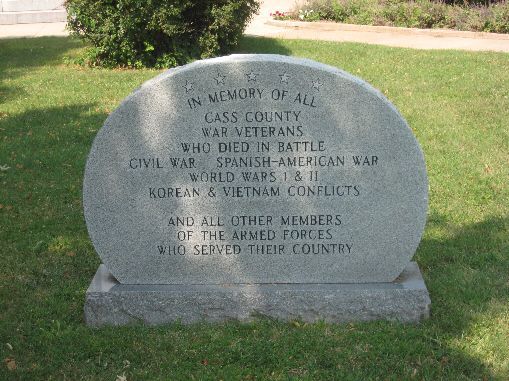 IN MEMORY OF ALL
CASS COUNTY
WAR VETERANS
WHO DIED IN BATTLE
CIVIL WAR SPANISH-AMERICAN WAR
WORLD WARS I & II
KOREAN & VIETNAM CONFLICTS
AND ALL OTHER MEMBERS
OF THE ARMED FORCES
WHO SERVED THEIR COUNTRY